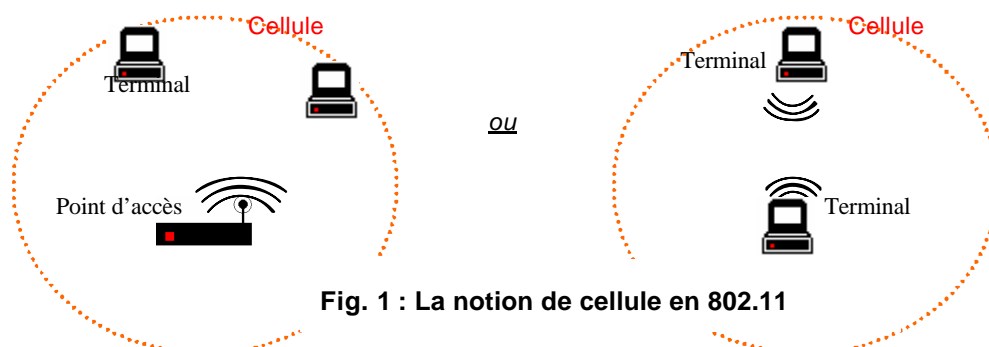 Cellule
Terminal
Point d'accès
ou
Cellule
Terminal
Terminal
Fig. 1 : La notion de cellule en 802.11